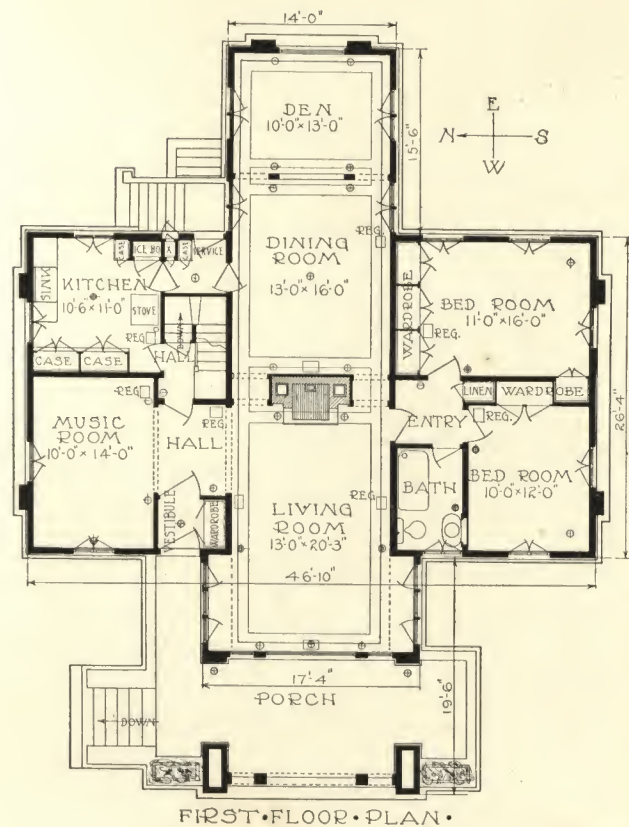 14'-0"
DEN
10'-0"×13'-0"
15'-6"
E
N S
W
CASE
ICE BO
CASE
SERVICE
REG.
SINK
KITCHEN
10'-6×11'-0"
STOVE
REG
DOWN
HALL
CASE CASE
DINING
ROOM
13'-0"×16'-0"
WARDROBE
BED ROOM
11'-0"×16'-0"
REG.
26'-4"
REG
MUSIC
ROOM
10'-0"×14'-0"
REG.
HALL
ENTRY
LINEN
WARDROBE
REG.
BED ROOM
10'-0"×12'-0"
BATH
VESTIBULE
WARDROBE
LIVING
ROOM
13'-0"×20'-3"
REG
46'-10"
17'-4"
PORCH
19'-6"
DOWN
FIRST•FLOOR•PLAN•